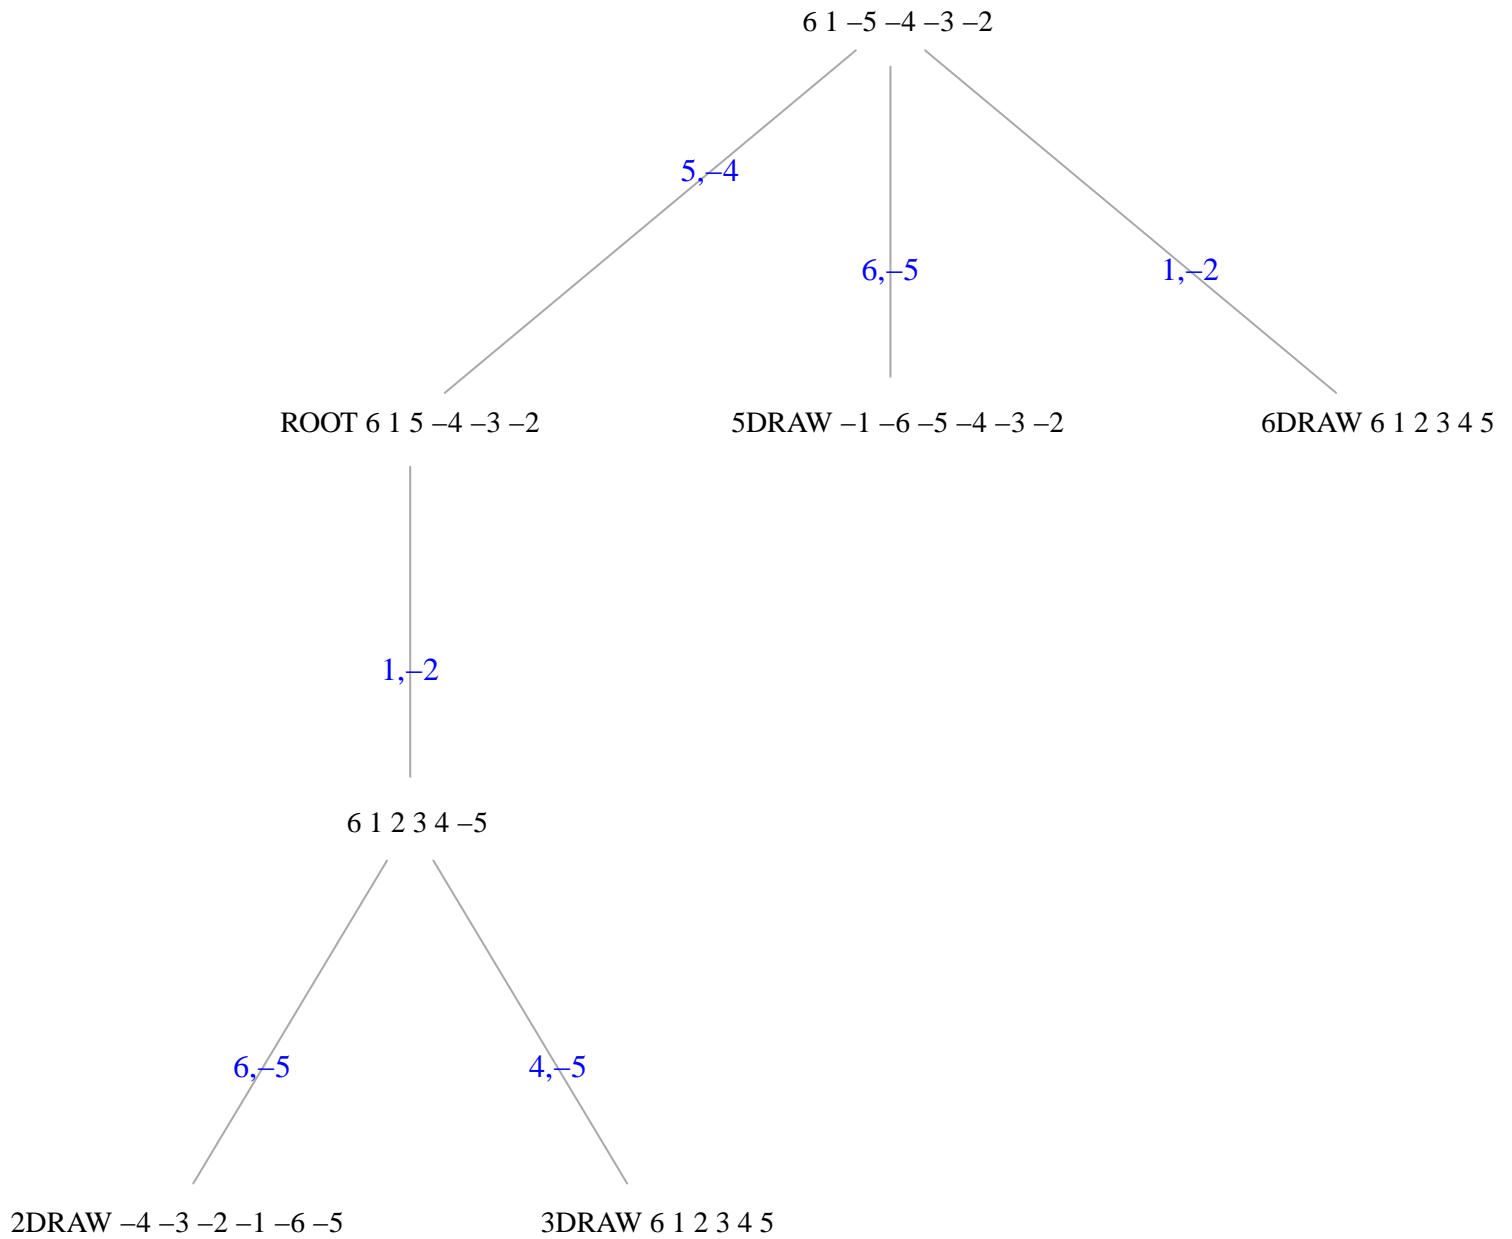 6 1 –5 –4 –3 –2
5,–4
6,–5
1,–2
ROOT 6 1 5 –4 –3 –2
5DRAW –1 –6 –5 –4 –3 –2
6DRAW 6 1 2 3 4 5
1,–2
6 1 2 3 4 –5
6,–5
4,–5
2DRAW –4 –3 –2 –1 –6 –5
3DRAW 6 1 2 3 4 5